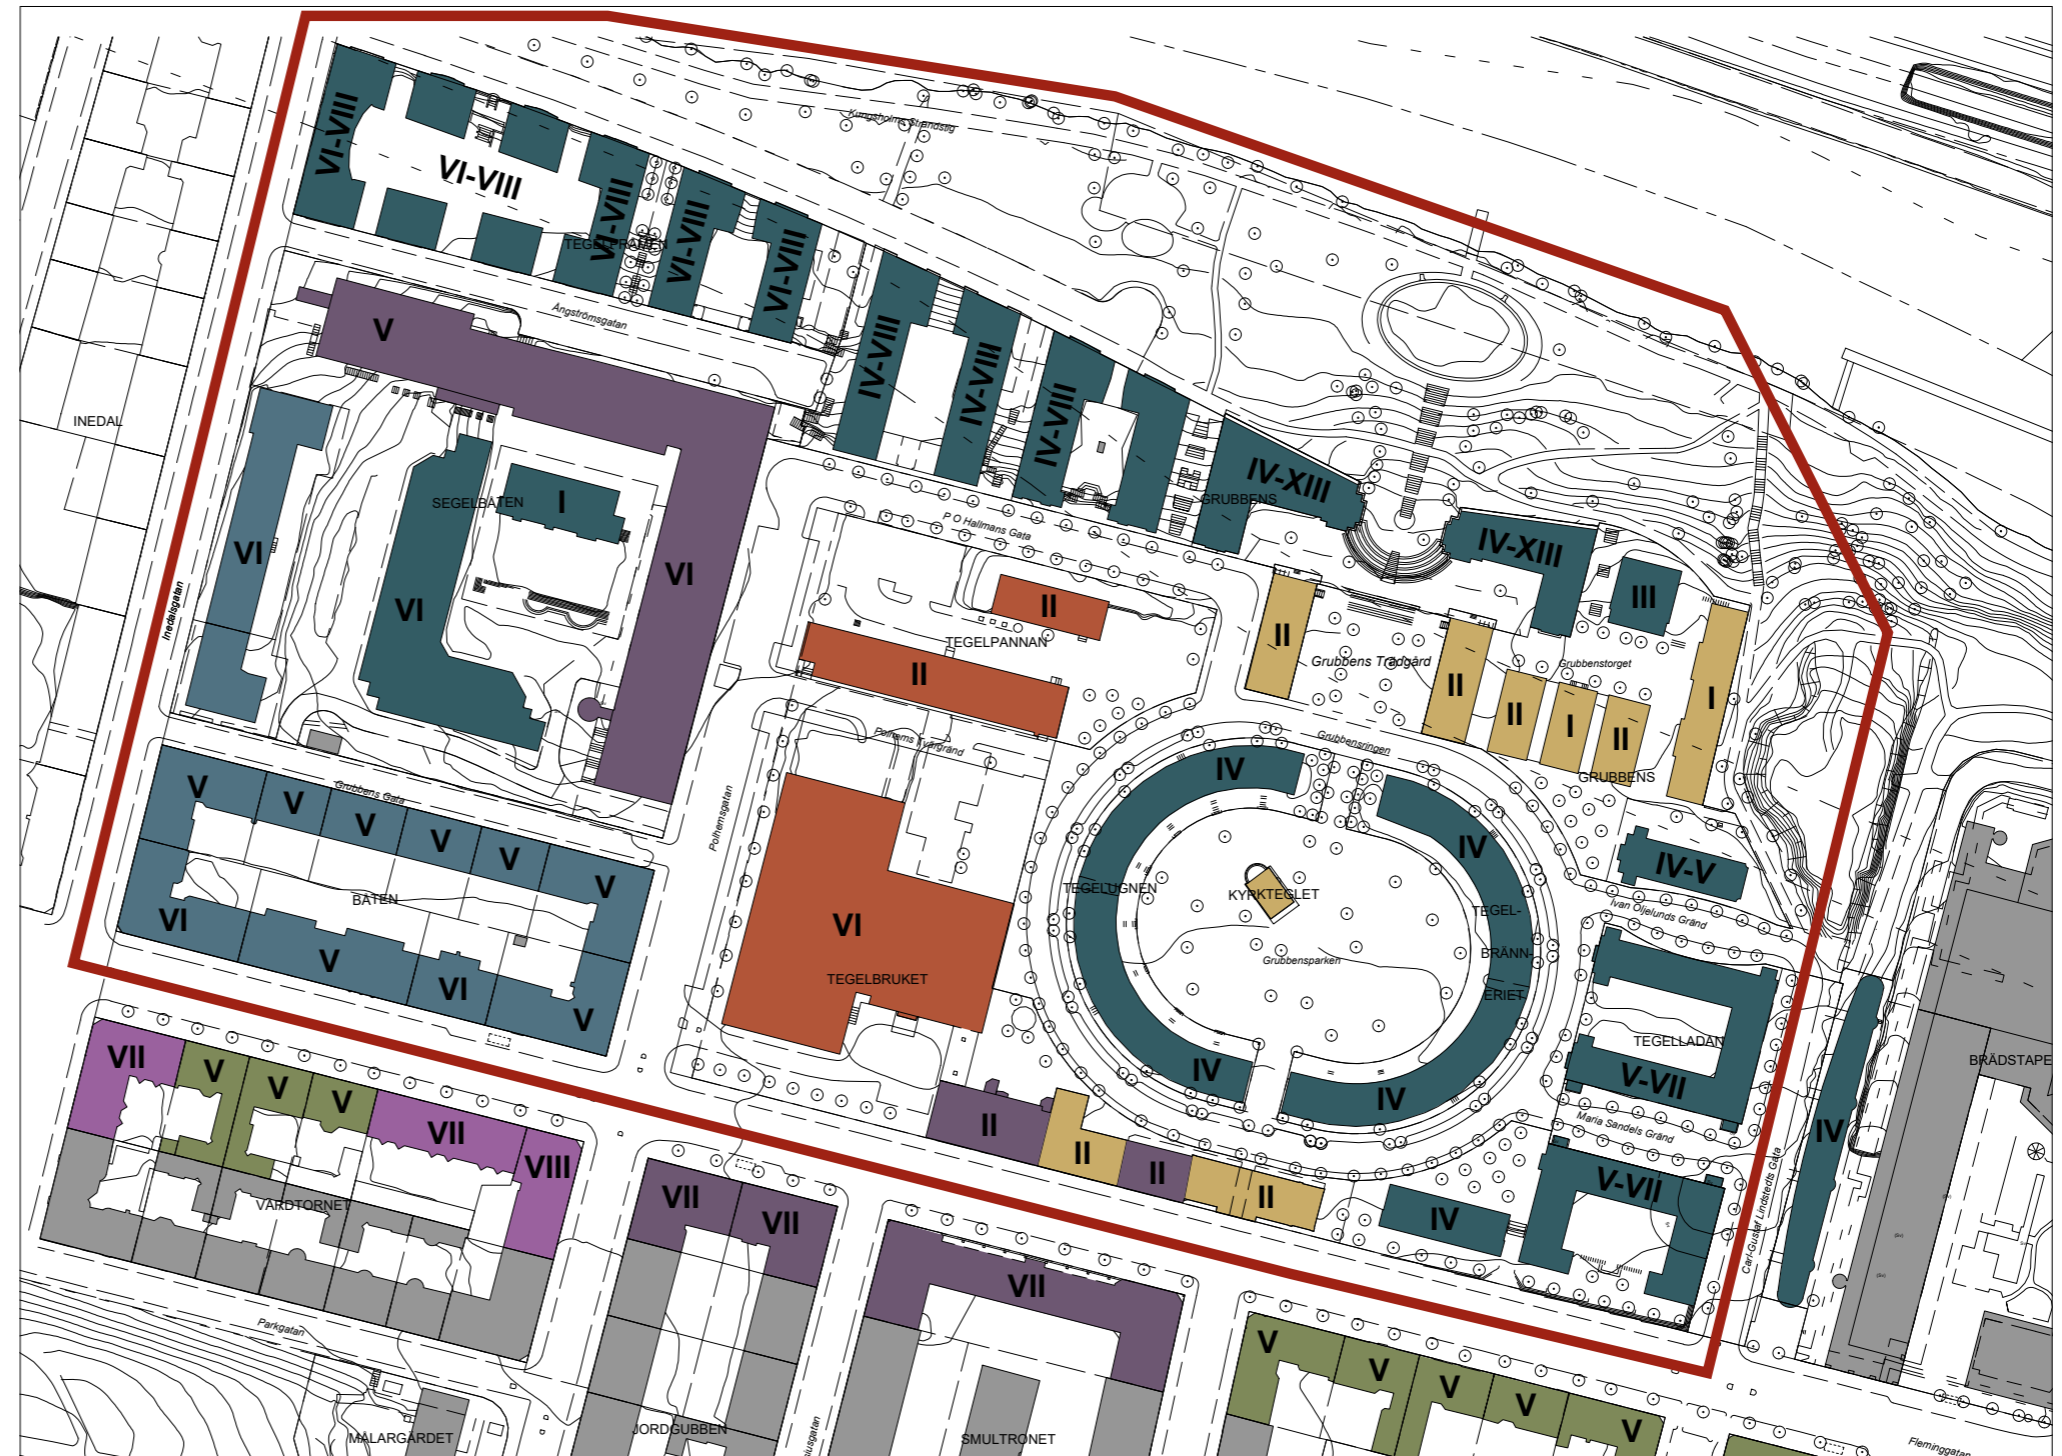 Kungsholms Strandstig
VI-VIII
VI-VIII
VI-VIII
VI-VIII
VI-VIII
TEGELPRÅMEN
Ångströmsgatan
V
IV-VIII
IV-VIII
IV-VIII
INEDAL
IV-XIII
GRUBBENS
SEGELBÅTEN
I
P O Hallmans Gata
VI
VI
VI
IV-XIII
III
Inedalsgatan
II
TEGELPANNAN
II
II
Grubbens Trädgård
Grubbenstorget
II
II
I
II
I
GRUBBENS
Polhems Tvärgränd
Grubbensringen
Polhemsgatan
Grubbens Gata
V
V
V
V
V
V
BÅTEN
VI
V
VI
V
VI
TEGELBRUKET
IV
IV
TEGELUGNEN
KYRKTEGLET
Grubbensparken
TEGEL-
BRÄNN-
ERIET
IV
IV
IV-V
Ivan Oljelunds Gränd
TEGELLADAN
V-VII
Maria Sandels Gränd
V-VII
IV
Carl-Gustaf Lindstedts Gata
IV
BRÄDSTAPE
II
II
II
II
VII
V
V
V
VII
VIII
VÅRDTORNET
VII
VII
VII
Parkgatan
MÄLARGÄRDET
JORDGUBBEN
SMULTRONET
V
V
V
V
V
Fleminggatan